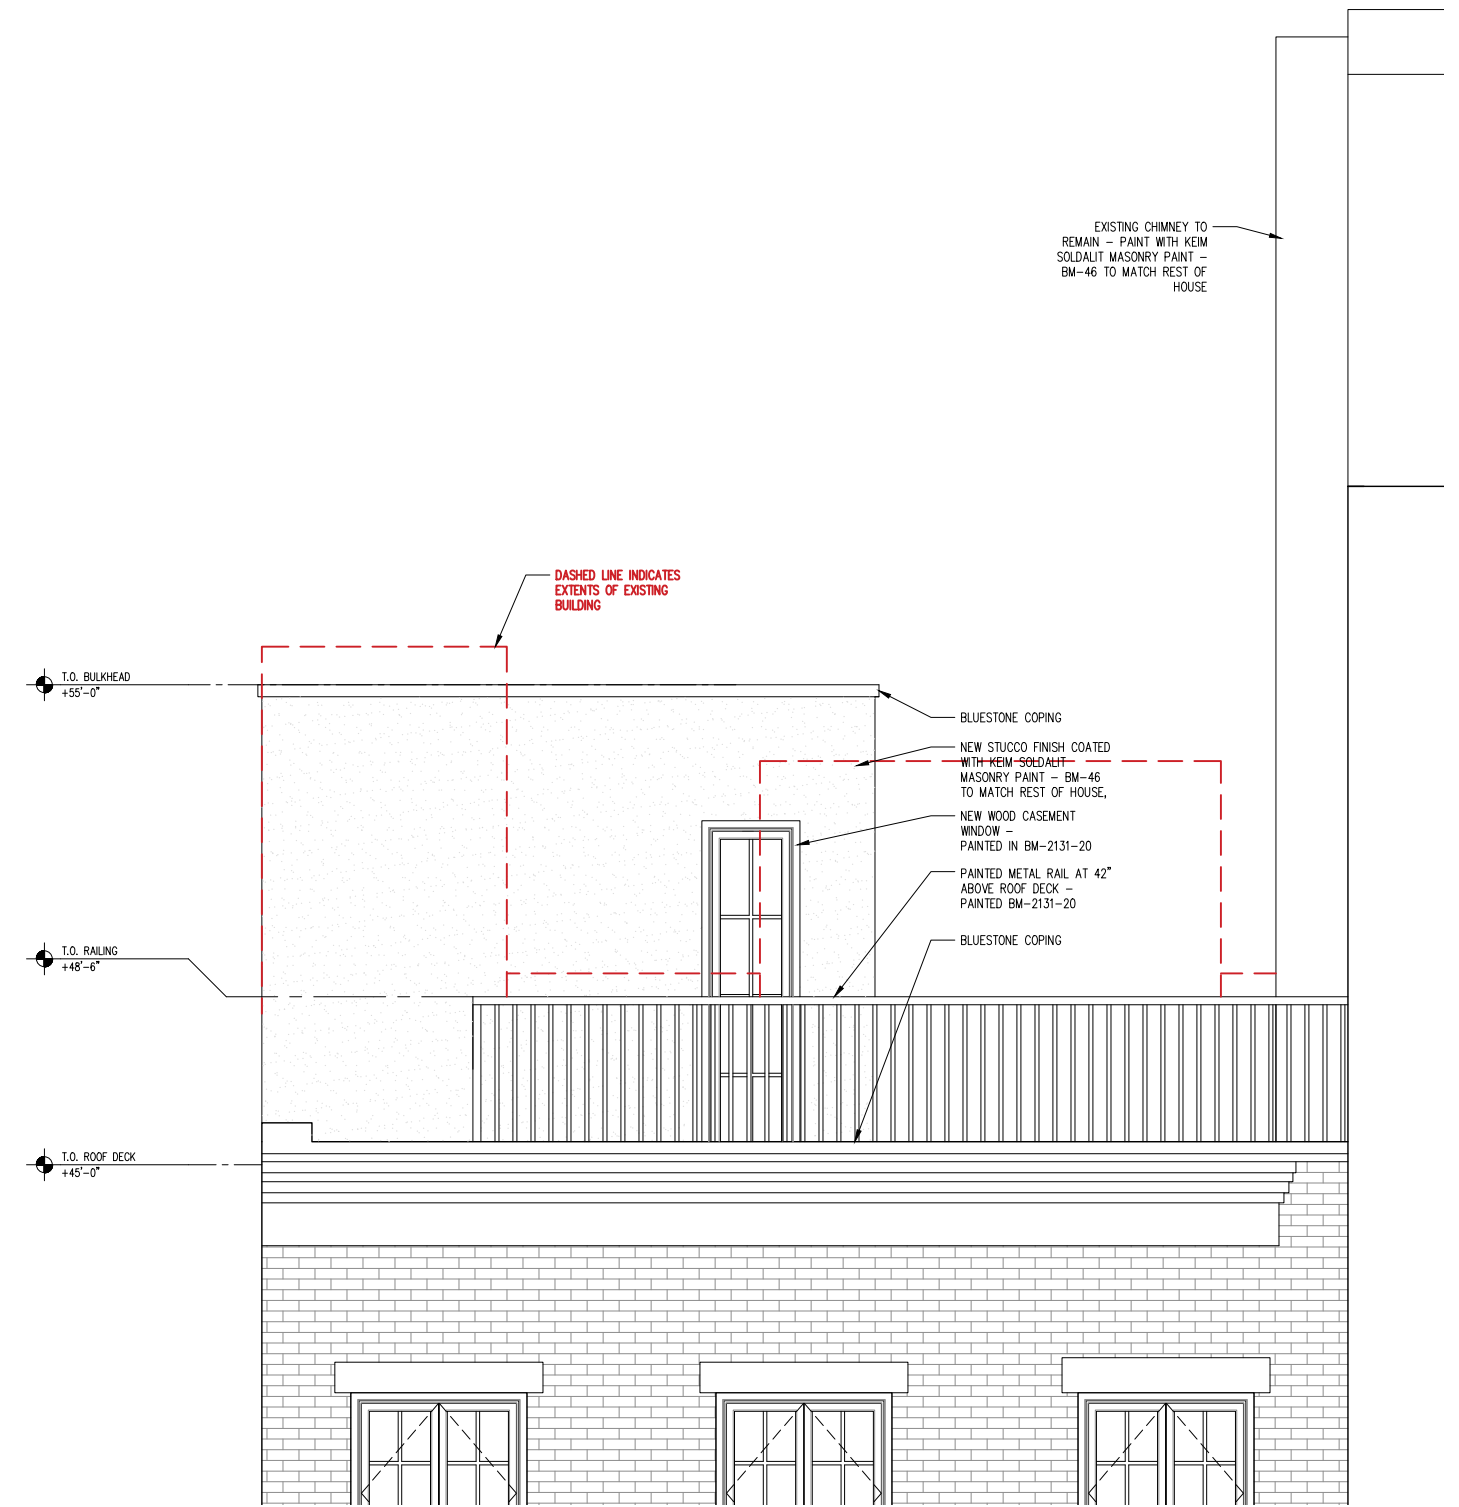 EXISTING CHIMNEY TO
REMAIN – PAINT WITH KEIM
SOLDALIT MASONRY PAINT –
BM-46 TO MATCH REST OF
HOUSE
DASHED LINE INDICATES
EXTENTS OF EXISTING
BUILDING
T.O. BULKHEAD
+55'-0"
BLUESTONE COPING
NEW STUCCO FINISH COATED
WITH KEIM SOLDALIT
MASONRY PAINT – BM-46
TO MATCH REST OF HOUSE,
NEW WOOD CASEMENT
WINDOW –
PAINTED IN BM-2131-20
PAINTED METAL RAIL AT 42"
ABOVE ROOF DECK –
PAINTED BM-2131-20
BLUESTONE COPING
T.O. RAILING
+48'-6"
T.O. ROOF DECK
+45'-0"